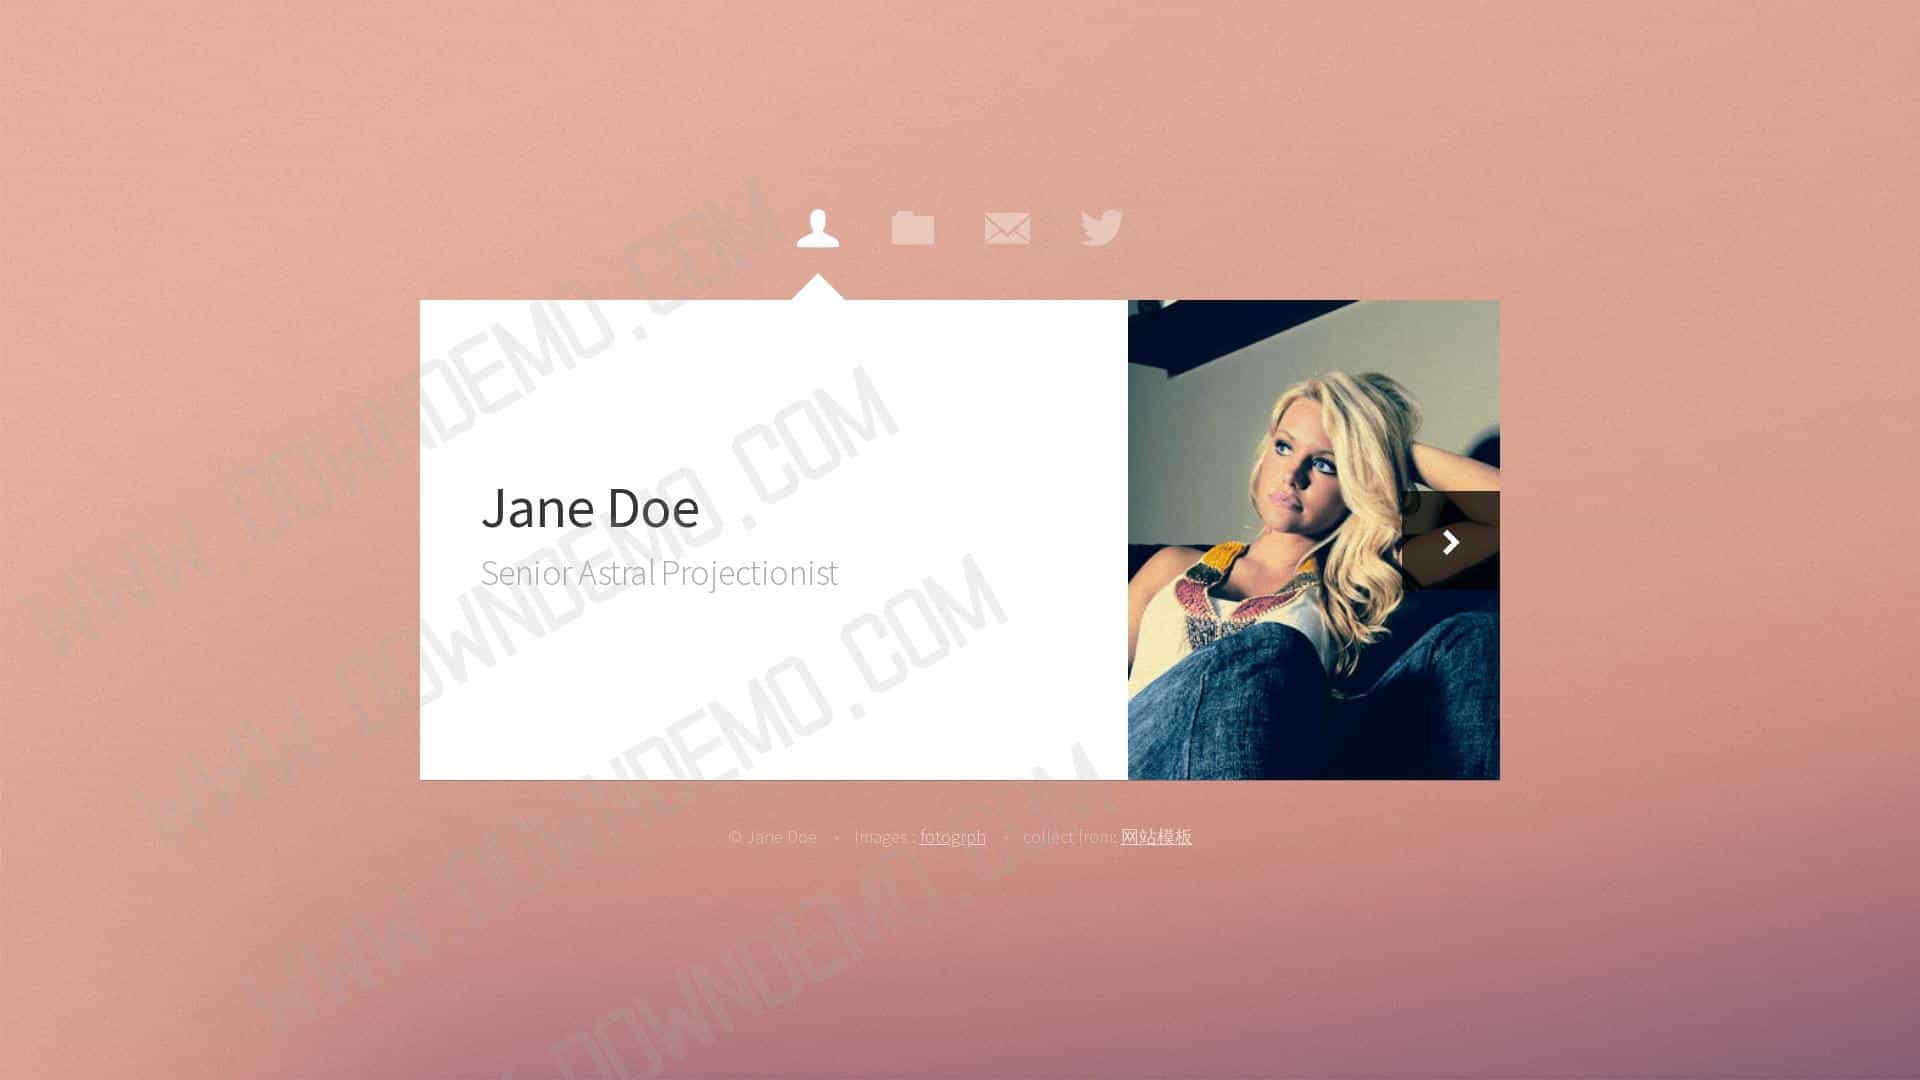 Jane Doe
Senior Astral Projectionist
© Jane Doe • Images : fotogrph • collect from: 网站模板
WWW.DOWNDEMO.COM
WWW.DOWNDEMO.COM
WWW.DOWNDEMO.COM
DOWNDEMO.COM